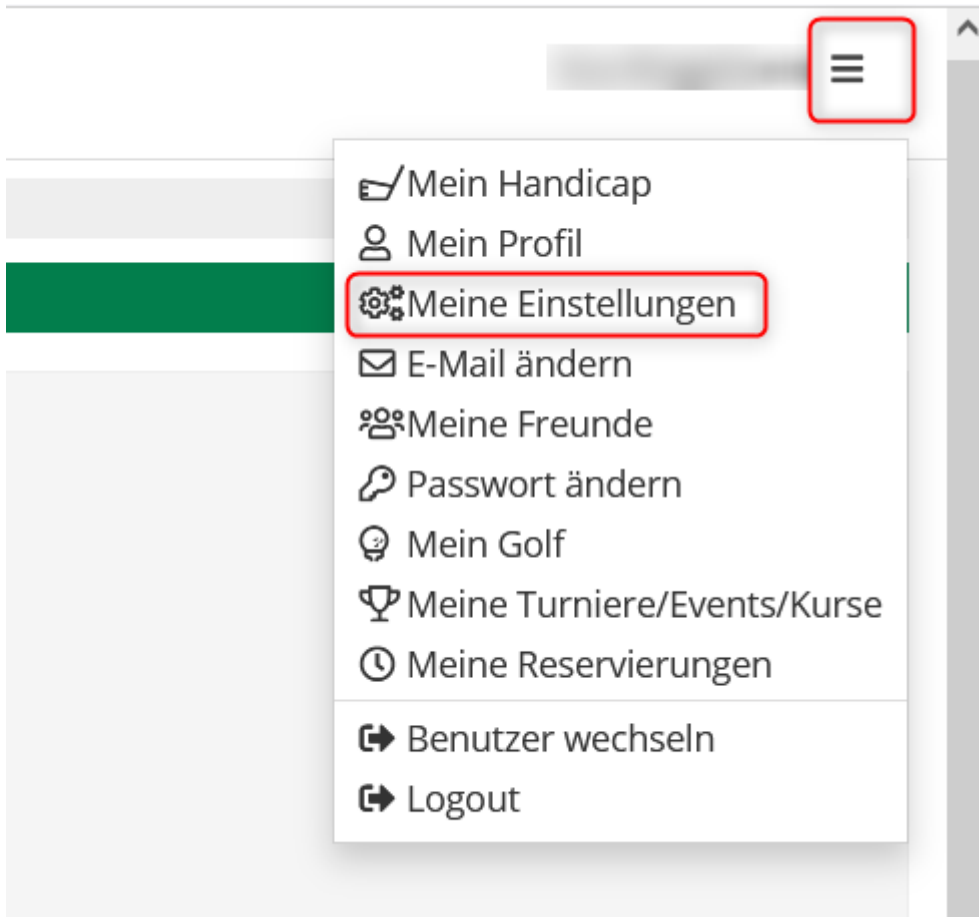 Mein Handicap
Mein Profil
Meine Einstellungen
E-Mail ändern
Meine Freunde
Passwort ändern
Mein Golf
Meine Turniere/Events/Kurse
Meine Reservierungen
Benutzer wechseln
Logout